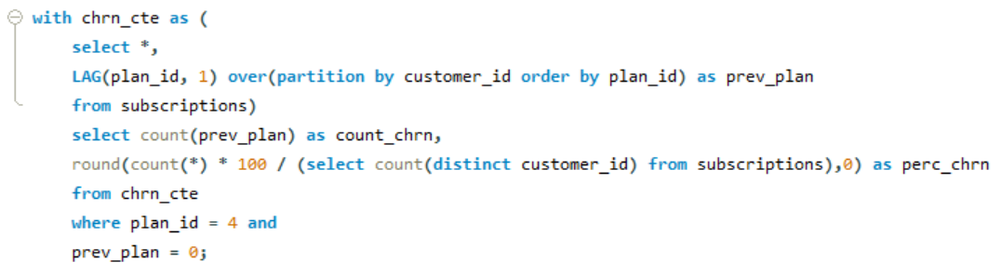 with chrn_cte as (
select *,
LAG(plan_id, 1) over(partition by customer_id order by plan_id) as prev_plan
from subscriptions)
select count(prev_plan) as count_chrn,
round(count(*) * 100 / (select count(distinct customer_id) from subscriptions),0) as perc_chrn
from chrn_cte
where plan_id = 4 and
prev_plan = 0;